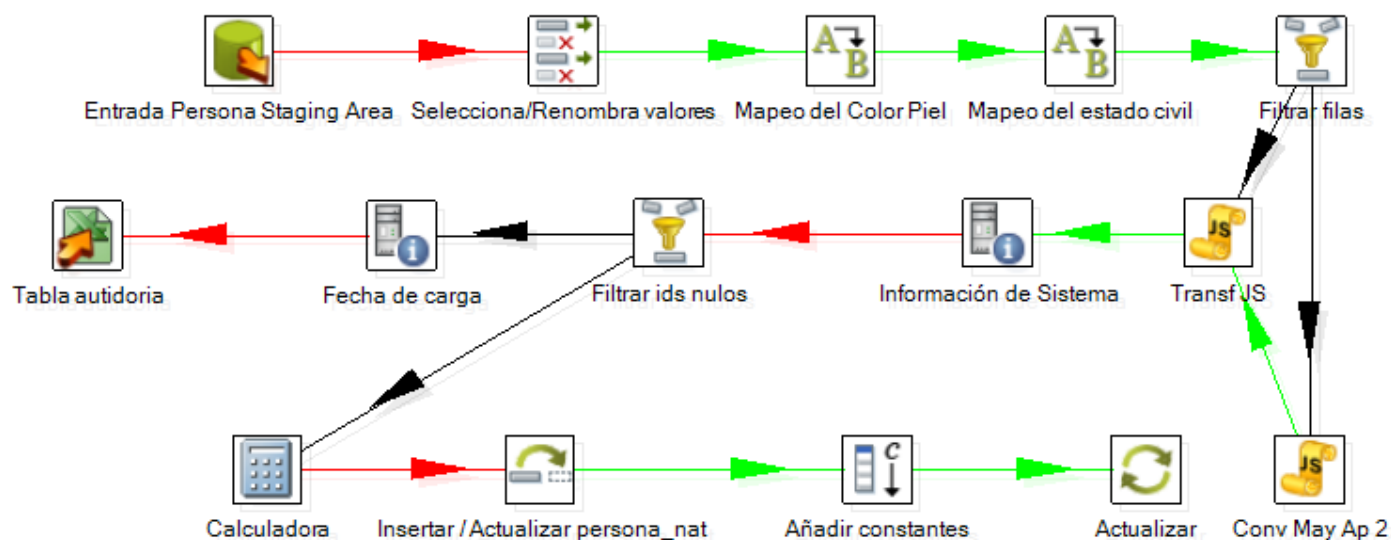 Entrada Persona Staging Area
Selecciona/Renombra valores
Mapeo del Color Piel
Mapeo del estado civil
Filtrar filas
Tabla autidoria
Fecha de carga
Filtrar ids nulos
Información de Sistema
Transf JS
Calculadora
Insertar / Actualizar persona_nat
Añadir constantes
Actualizar
Conv May Ap 2